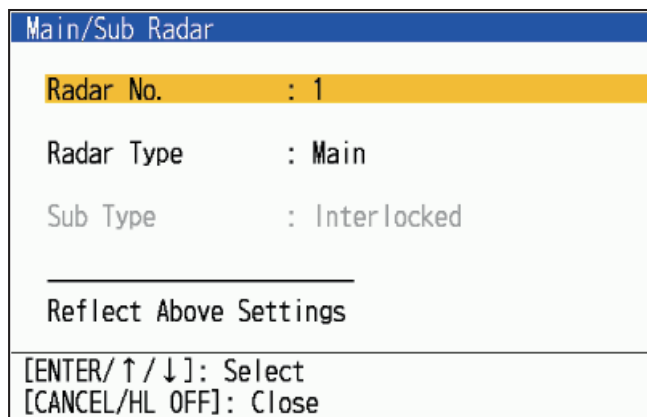 Main/Sub Radar
Radar No. : 1
Radar Type : Main
Sub Type : Interlocked
Reflect Above Settings
[ENTER/↑/↓]: Select
[CANCEL/HL OFF]: Close